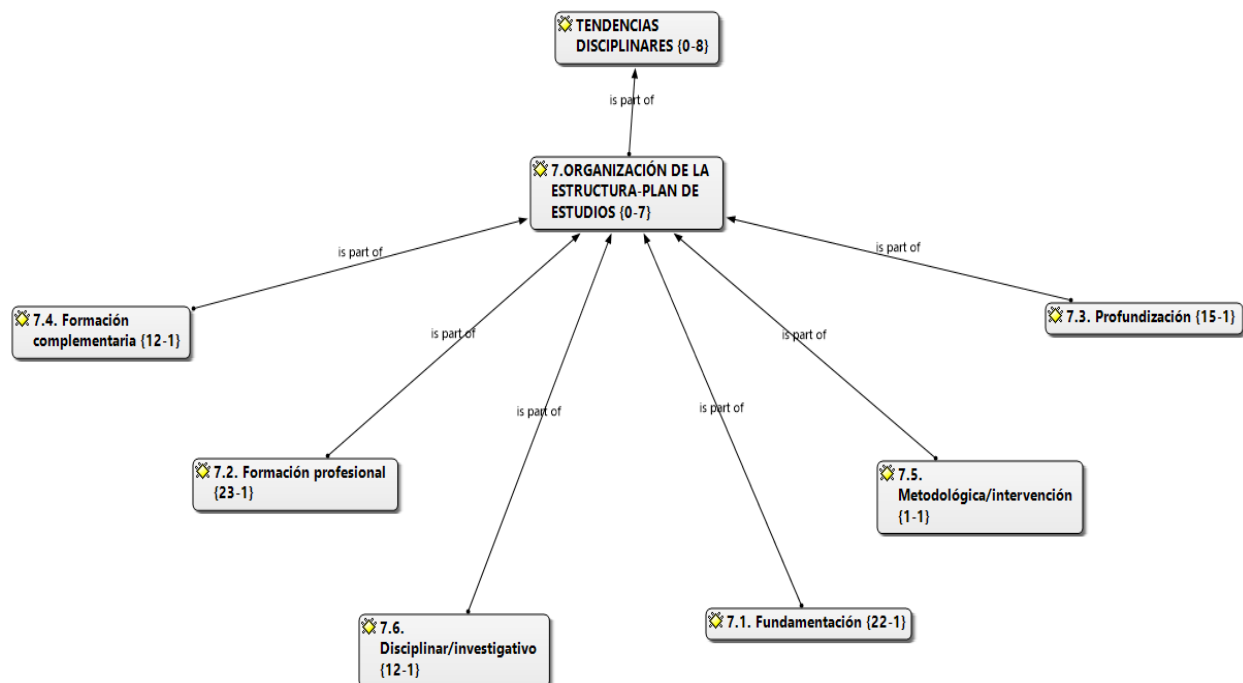 TENDENCIAS
DISCIPLINARES {0-8}
is part of
7.ORGANIZACIÓN DE LA
ESTRUCTURA-PLAN DE
ESTUDIOS {0-7}
is part of
is part of
7.4. Formación
complementaria {12-1}
7.3. Profundización {15-1}
is part of
is part of
is part of
is part of
7.2. Formación profesional
{23-1}
7.5.
Metodológica/intervención
{1-1}
7.6.
Disciplinar/investigativo
{12-1}
7.1. Fundamentación {22-1}